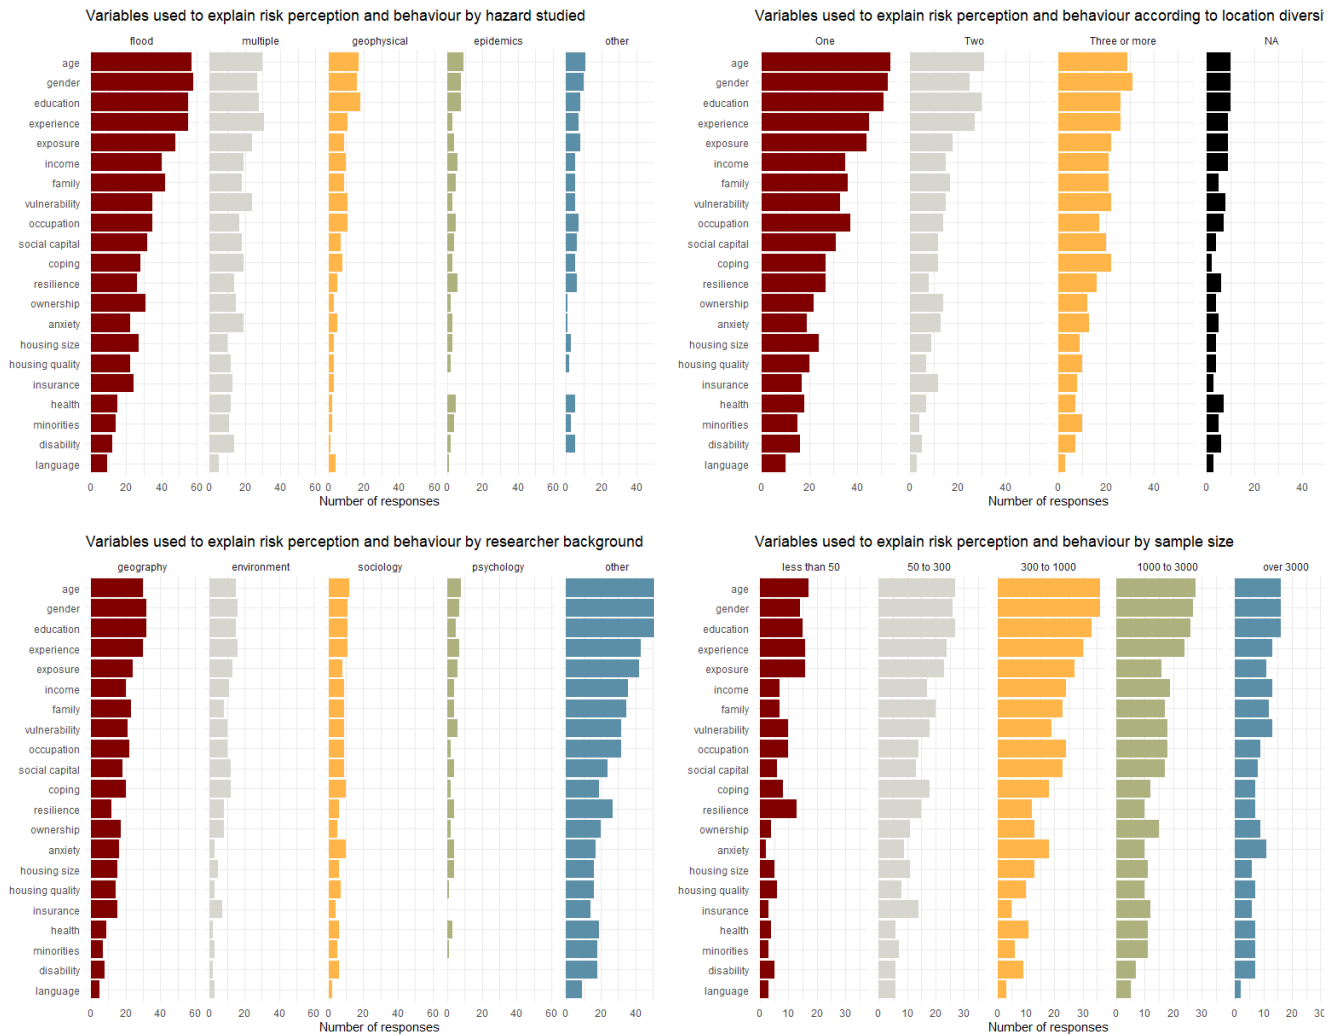 Variables used to explain risk perception and behaviour by hazard studied
flood multiple geophysical epidemics other
age
gender
education
experience
exposure
income
family
vulnerability
occupation
social capital
coping
resilience
ownership
anxiety
housing size
housing quality
insurance
health
minorities
disability
language
0 20 40 60 0 20 40 60 0 20 40 60 0 20 40 60 0 20 40
Number of responses
Variables used to explain risk perception and behaviour according to location diversi
One Two Three or more NA
age
gender
education
experience
exposure
income
family
vulnerability
occupation
social capital
coping
resilience
ownership
anxiety
housing size
housing quality
insurance
health
minorities
disability
language
0 20 40 0 20 40 0 20 40 0 20 40
Number of responses
Variables used to explain risk perception and behaviour by researcher background
geography environment sociology psychology other
age
gender
education
experience
exposure
income
family
vulnerability
occupation
social capital
coping
resilience
ownership
anxiety
housing size
housing quality
insurance
health
minorities
disability
language
0 20 40 60 0 20 40 60 0 20 40 60 0 20 40 60 0 20 40
Number of responses
Variables used to explain risk perception and behaviour by sample size
less than 50 50 to 300 300 to 1000 1000 to 3000 over 3000
age
gender
education
experience
exposure
income
family
vulnerability
occupation
social capital
coping
resilience
ownership
anxiety
housing size
housing quality
insurance
health
minorities
disability
language
0 10 20 30 0 10 20 30 0 10 20 30 0 10 20 30 0 10 20 30
Number of responses